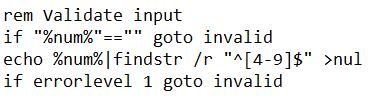 rem Validate input
if "%num%"=="" goto invalid
echo %num%|findstr /r "^[4-9]$" >nul
if errorlevel 1 goto invalid